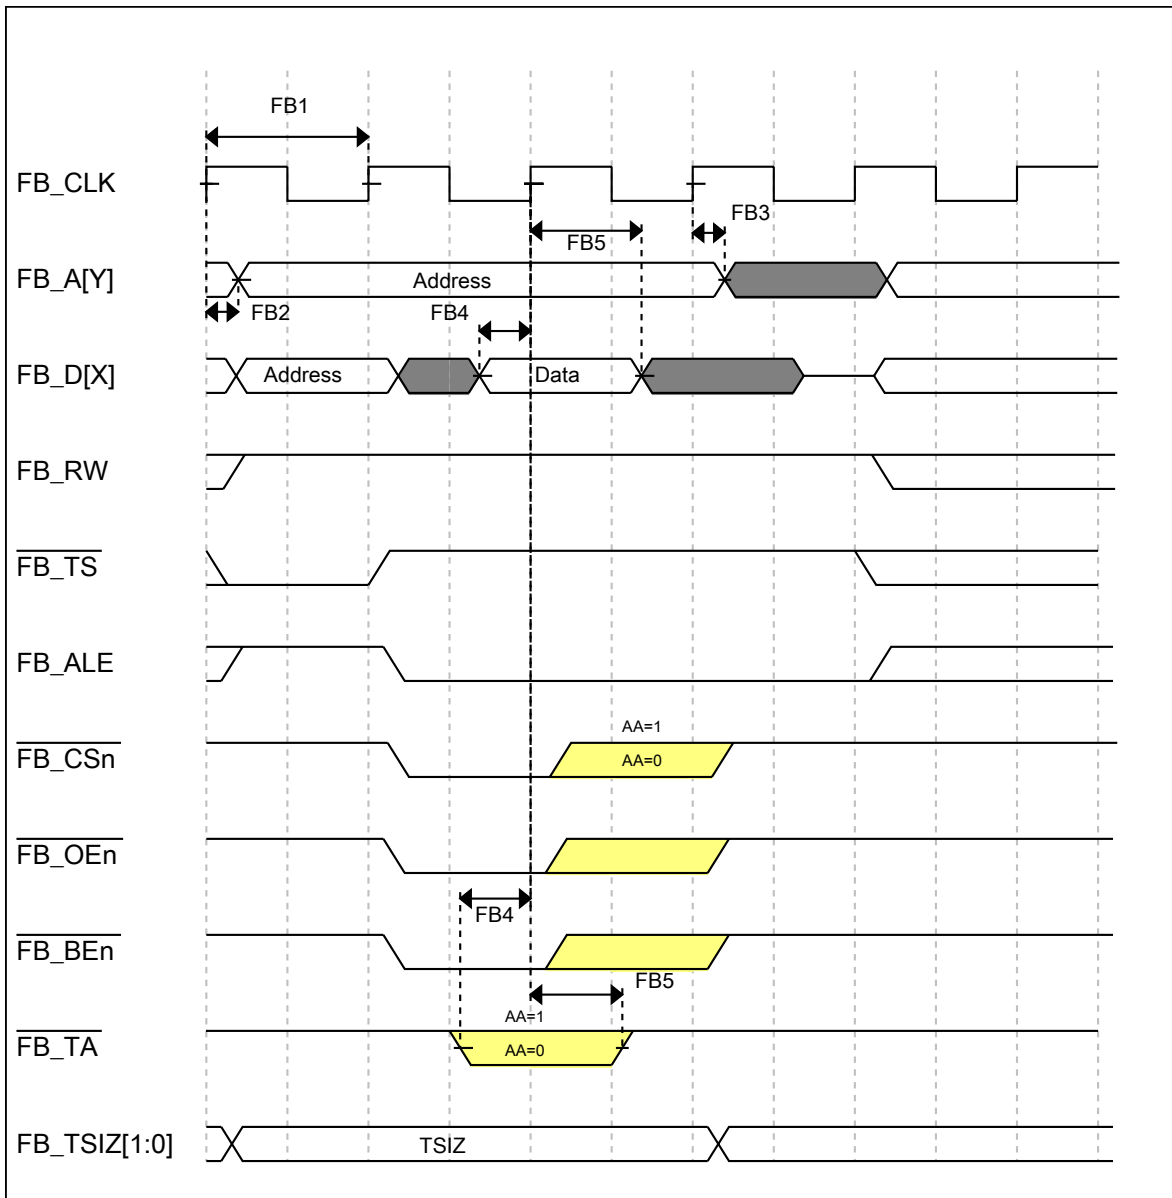 FB1
FB_CLK
FB3
FB5
FB_A[Y]
Address
FB2
FB4
FB_D[X]
Address
Data
FB_RW
FB_TS
FB_ALE
AA=1
FB_CSn
AA=0
FB_OEn
FB4
FB_BEn
FB5
AA=1
FB_TA
AA=0
FB_TSIZ[1:0]
TSIZ